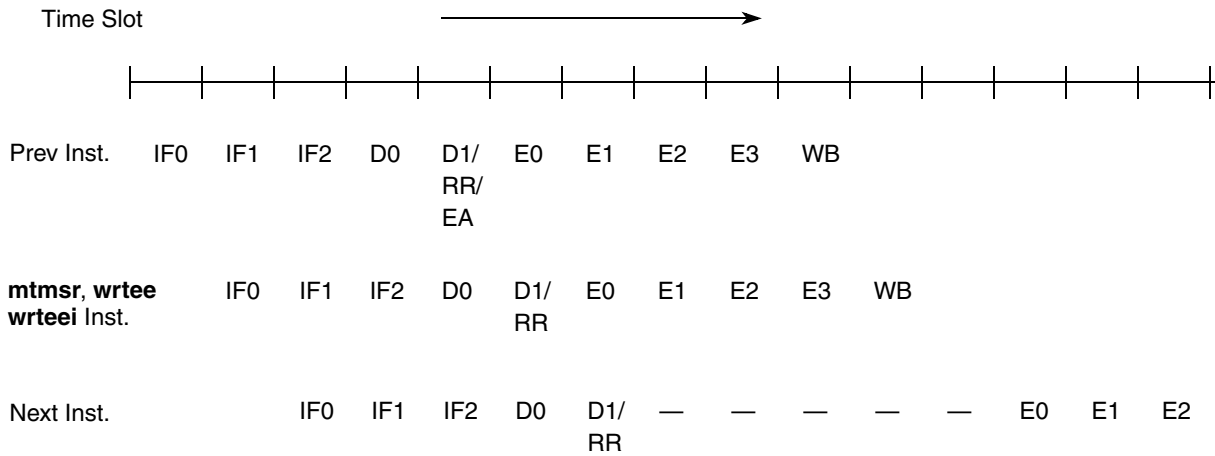 Time Slot
Prev Inst. IF0 IF1 IF2 D0 D1/ E0 E1 E2 E3 WB
RR/
EA
mtmsr, wrtee IF0 IF1 IF2 D0 D1/ E0 E1 E2 E3 WB
wrteei Inst. RR
Next Inst. IF0 IF1 IF2 D0 D1/ — — — — — E0 E1 E2
RR